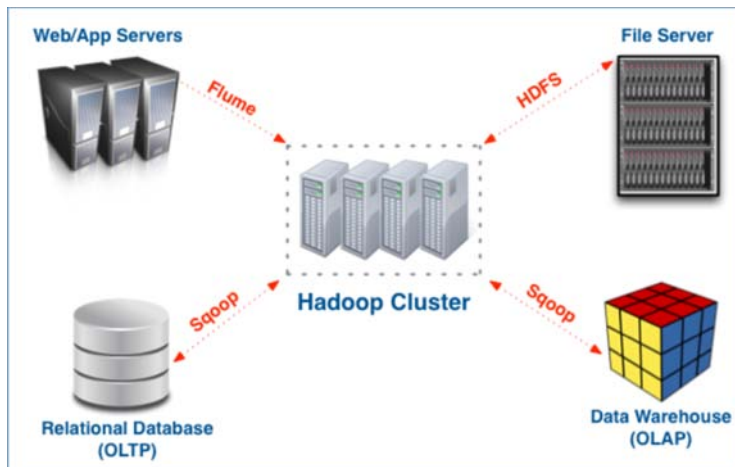 Web/App Servers
File Server
Flume
HDFS
Hadoop Cluster
Sqoop
Sqoop
Relational Database
(OLTP)
Data Warehouse
(OLAP)